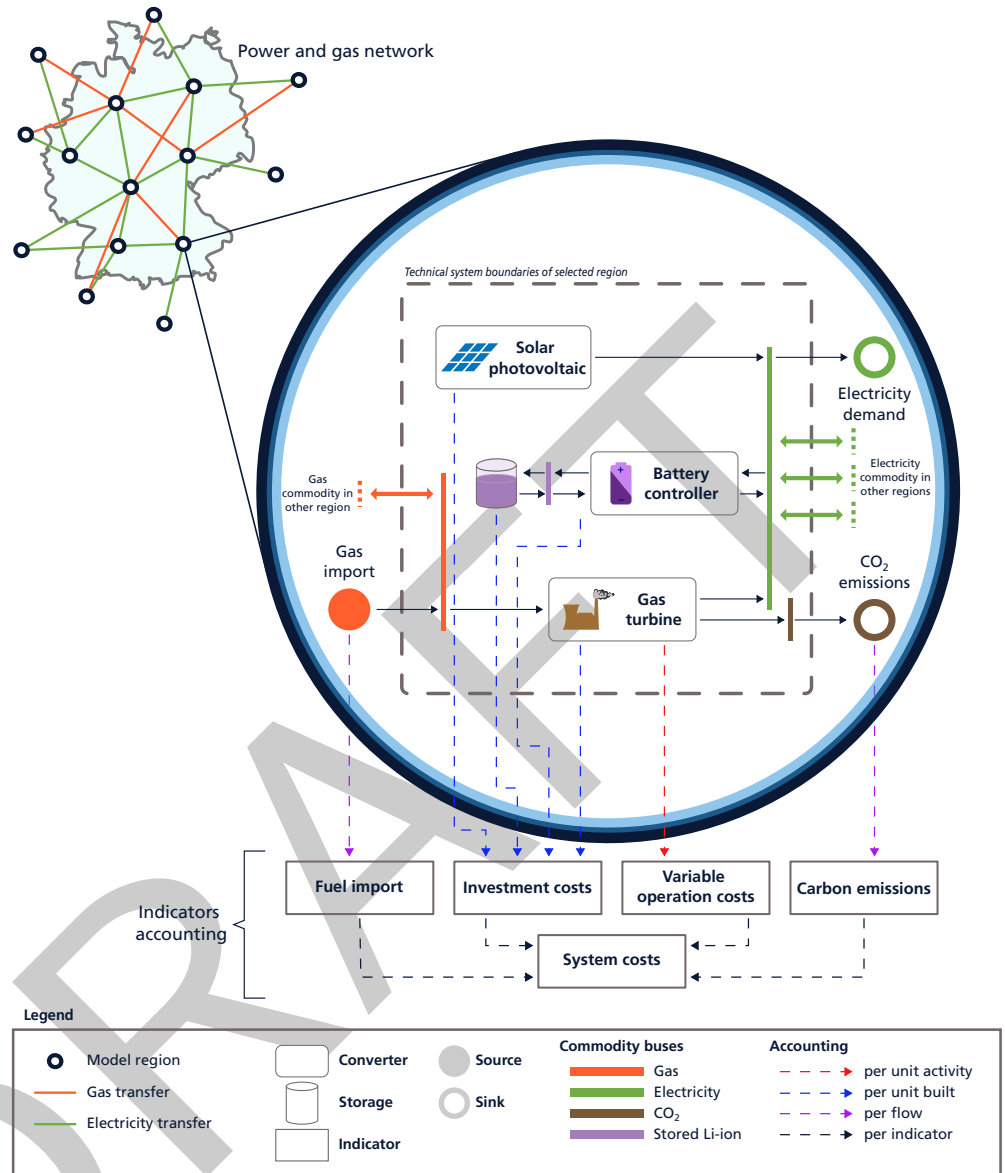 Power and gas network
Technical system boundaries of selected region
Solar
photovoltaic
Electricity
demand
Battery
controller
Electricity
commodity in
other regions
Gas
commodity in
other region
Gas
import
CO₂
emissions
Gas
turbine
Fuel import
Investment costs
Variable
operation costs
Carbon emissions
Indicators
accounting
System costs
Legend
Model region
Gas transfer
Electricity transfer
Converter
Storage
Indicator
Source
Sink
Commodity buses
Gas
Electricity
CO₂
Stored Li-ion
Accounting
per unit activity
per unit built
per flow
per indicator
DRAFT